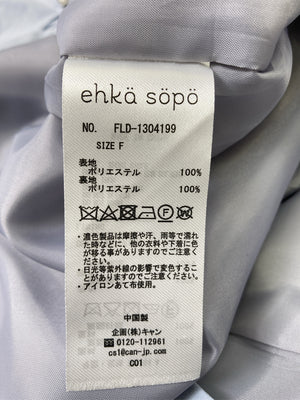 ehkä söpö
NO. FLD-1304199
SIZE F
表地
ポリエステル 100%
裏地
ポリエステル 100%
・濃色製品は摩擦や汗、雨等で濡れ
た時などに、他の衣料や下着に色
が移る事がありますのでご注意
ください。
・日光等紫外線の影響で変色する
ことがありますのでご注意ください。
・アイロンあて布使用。
中国製
企画(株)キャン
☎0120-112961
cs1@can-jp.com
C01